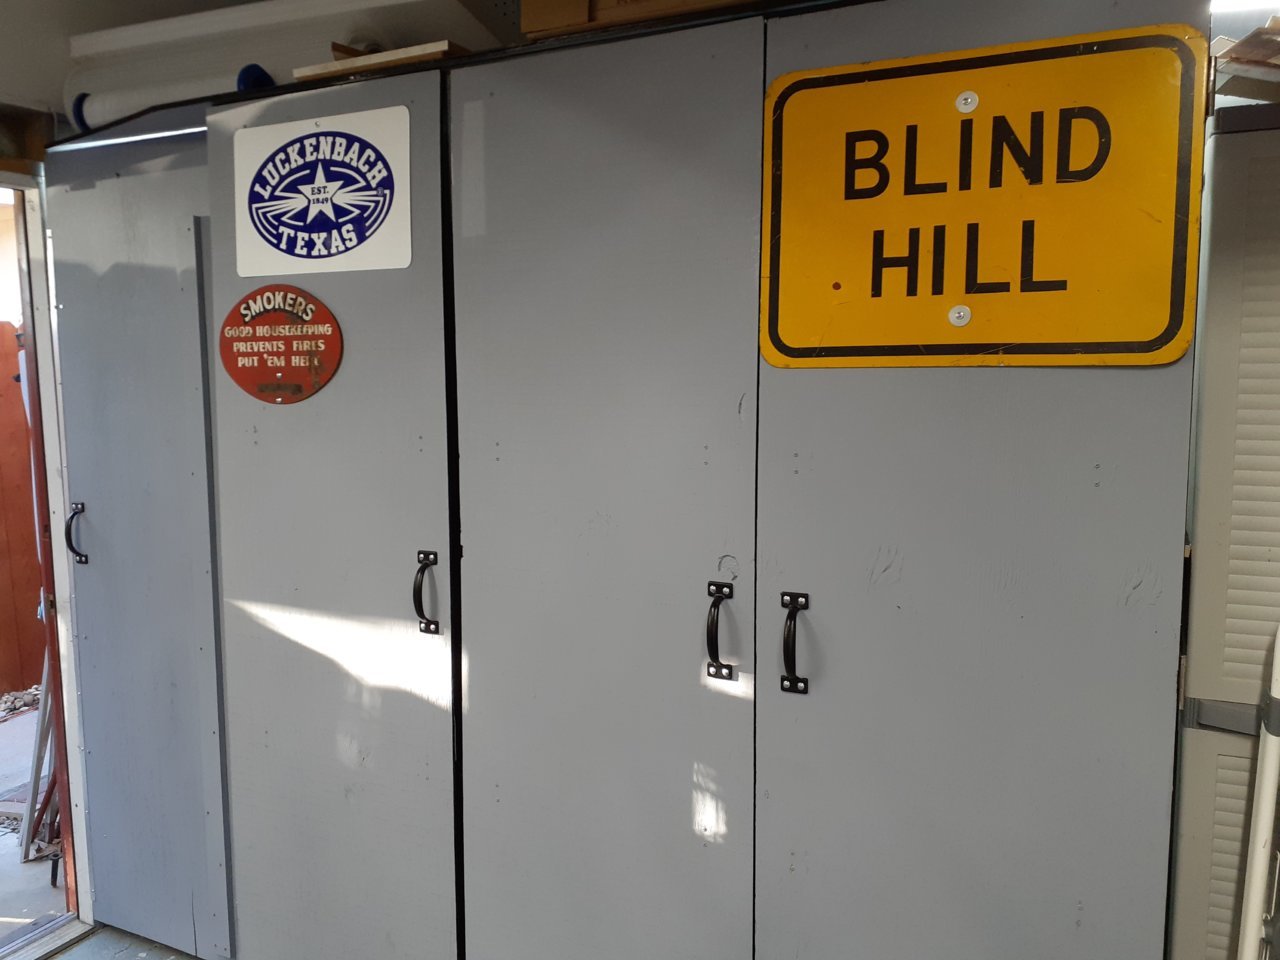 LUCKENBACH
EST.
1849
TEXAS
SMOKERS
GOOD HOUSEKEEPING
PREVENTS FIRES
PUT 'EM HERE
BLIND
HILL